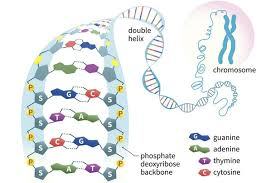 double
helix
chromosome
G C
T A
C G
A T
P
S
S
P
P
S
S
P
P
S
S
P
phosphate
deoxyribose
backbone
G guanine
A adenine
T thymine
C cytosine